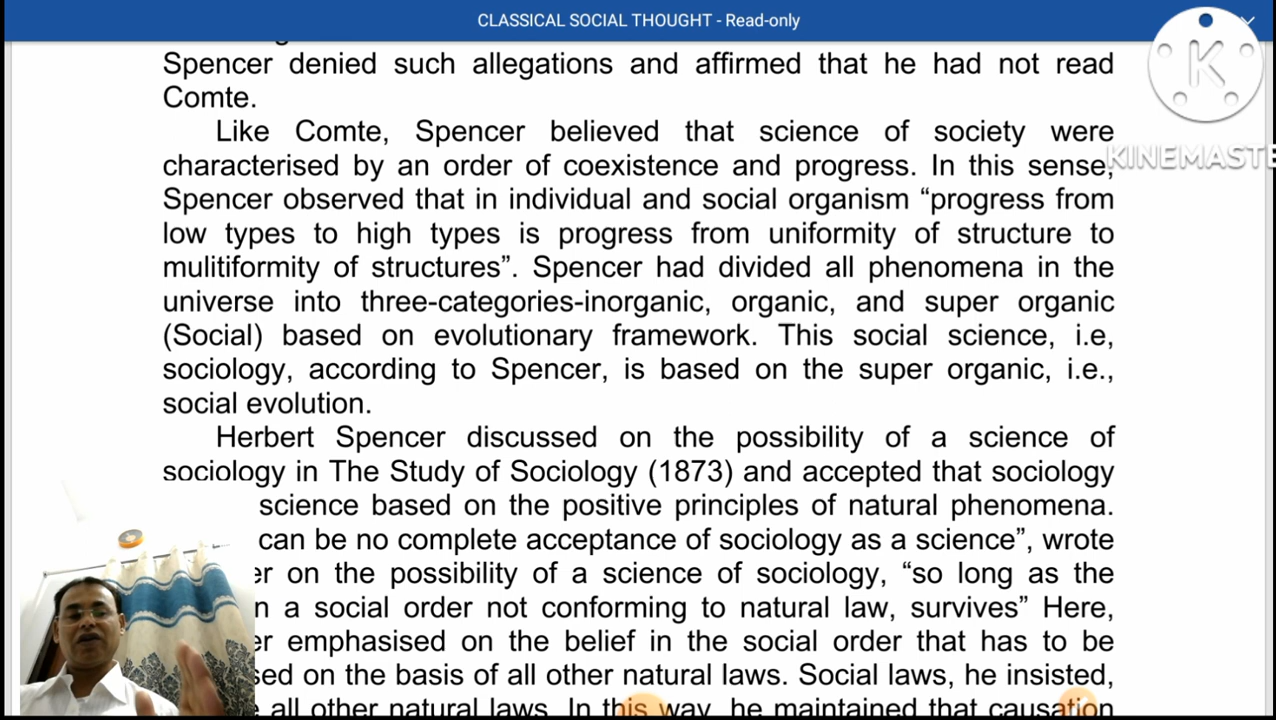 CLASSICAL SOCIAL THOUGHT - Read-only
Spencer denied such allegations and affirmed that he had not read
Comte.
Like Comte, Spencer believed that science of society were
characterised by an order of coexistence and progress. In this sense,
Spencer observed that in individual and social organism “progress from
low types to high types is progress from uniformity of structure to
mulitiformity of structures”. Spencer had divided all phenomena in the
universe into three-categories-inorganic, organic, and super organic
(Social) based on evolutionary framework. This social science, i.e,
sociology, according to Spencer, is based on the super organic, i.e.,
social evolution.
Herbert Spencer discussed on the possibility of a science of
sociology in The Study of Sociology (1873) and accepted that sociology
science based on the positive principles of natural phenomena.
can be no complete acceptance of sociology as a science”, wrote
er on the possibility of a science of sociology, “so long as the
n a social order not conforming to natural law, survives” Here,
er emphasised on the belief in the social order that has to be
sed on the basis of all other natural laws. Social laws, he insisted,
all other natural laws. In this way, he maintained that causation
K
KINEMASTE